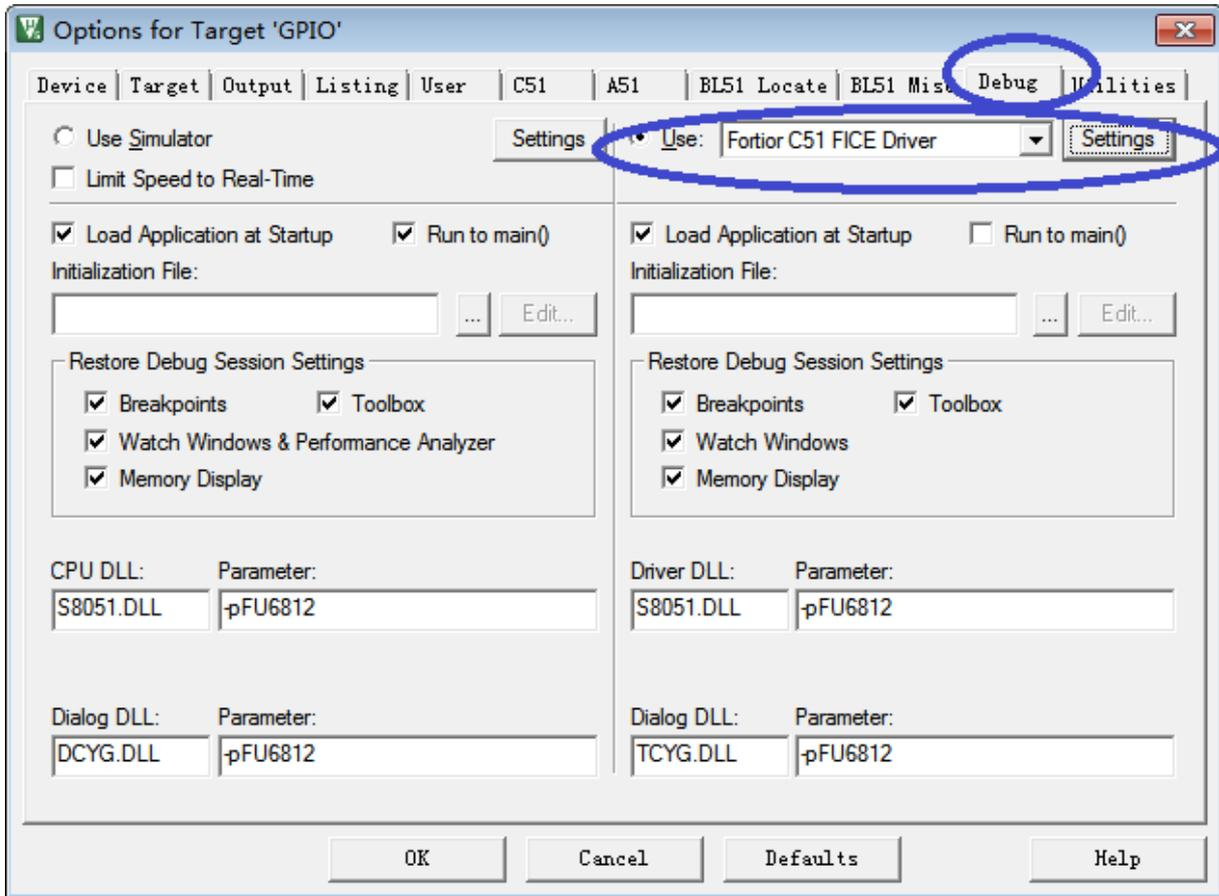 Options for Target 'GPIO'
Device Target Output Listing User C51 A51 BL51 Locate BL51 Misc Debug Utilities
Use Simulator Settings Use: Fortior C51 FICE Driver Settings
Limit Speed to Real-Time
Load Application at Startup Run to main() Load Application at Startup Run to main()
Initialization File: Initialization File:
... Edit... ... Edit...
Restore Debug Session Settings Restore Debug Session Settings
Breakpoints Toolbox Breakpoints Toolbox
Watch Windows & Performance Analyzer Watch Windows
Memory Display Memory Display
CPU DLL: Parameter: Driver DLL: Parameter:
S8051.DLL -pFU6812 S8051.DLL -pFU6812
Dialog DLL: Parameter: Dialog DLL: Parameter:
DCYG.DLL -pFU6812 TCYG.DLL -pFU6812
OK Cancel Defaults Help